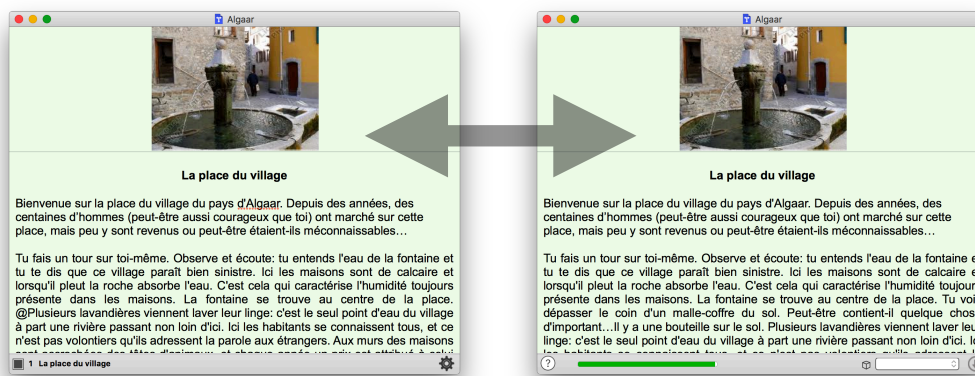 Algaar
La place du village
Bienvenue sur la place du village du pays d'Algaar. Depuis des années, des
centaines d'hommes (peut-être aussi courageux que toi) ont marché sur cette
place, mais peu y sont revenus ou peut-être étaient-ils méconnaissables…
Tu fais un tour sur toi-même. Observe et écoute: tu entends l'eau de la fontaine et
tu te dis que ce village paraît bien sinistre. Ici les maisons sont de calcaire et
lorsqu'il pleut la roche absorbe l'eau. C'est cela qui caractérise l'humidité toujours
présente dans les maisons. La fontaine se trouve au centre de la place.
@Plusieurs lavandières viennent laver leur linge: c'est le seul point d'eau du village
à part une rivière passant non loin d'ici. Ici les habitants se connaissent tous, et ce
n'est pas volontiers qu'ils adressent la parole aux étrangers. Aux murs des maisons
1 La place du village
Algaar
La place du village
Bienvenue sur la place du village du pays d'Algaar. Depuis des années, des
centaines d'hommes (peut-être aussi courageux que toi) ont marché sur cette
place, mais peu y sont revenus ou peut-être étaient-ils méconnaissables…
Tu fais un tour sur toi-même. Observe et écoute: tu entends l'eau de la fontaine e
tu te dis que ce village paraît bien sinistre. Ici les maisons sont de calcaire e
lorsqu'il pleut la roche absorbe l'eau. C'est cela qui caractérise l'humidité toujour
présente dans les maisons. La fontaine se trouve au centre de la place. Tu voi
dépasser le coin d'un malle-coffre du sol. Peut-être contient-il quelque chos
d'important…Il y a une bouteille sur le sol. Plusieurs lavandières viennent laver leu
linge: c'est le seul point d'eau du village à part une rivière passant non loin d'ici. Ic
?